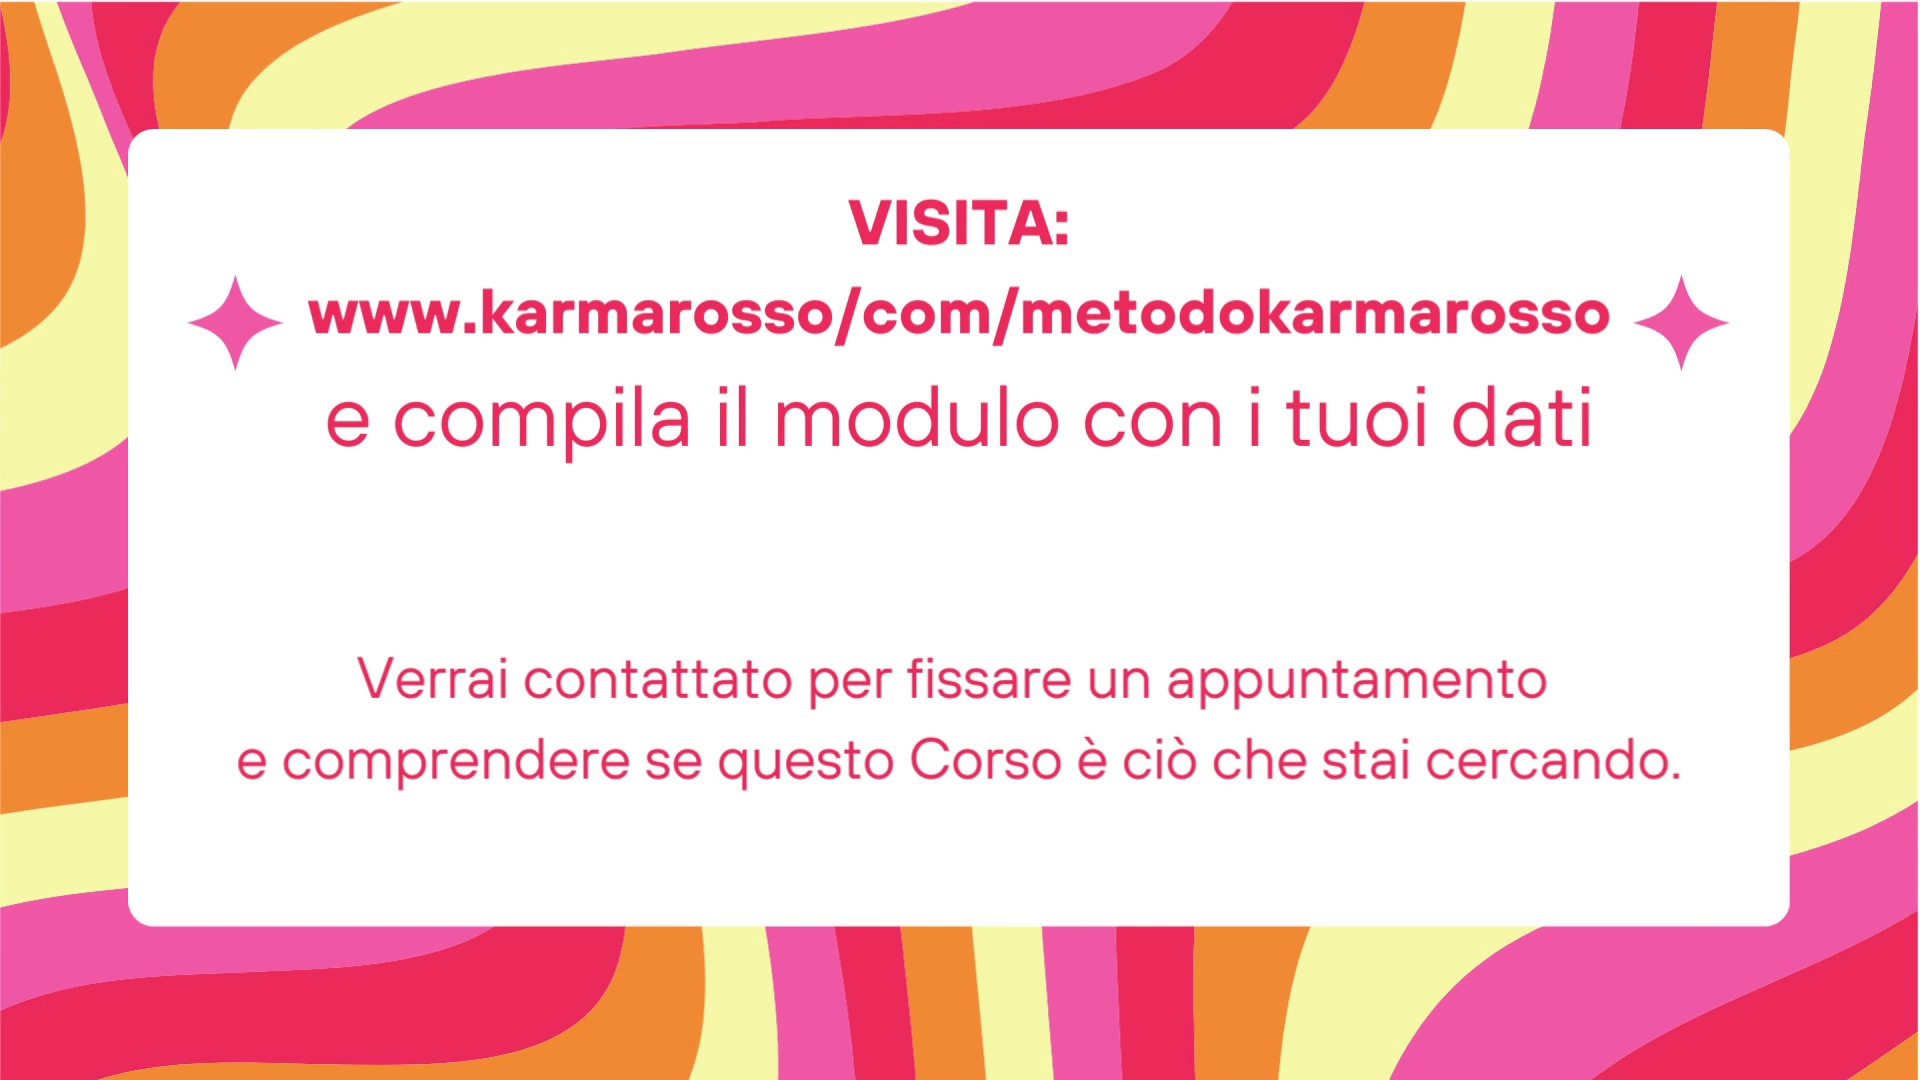 VISITA:
www.karmarosso/com/metodokarmarosso
e compila il modulo con i tuoi dati
Verrai contattato per fissare un appuntamento
e comprendere se questo Corso è ciò che stai cercando.